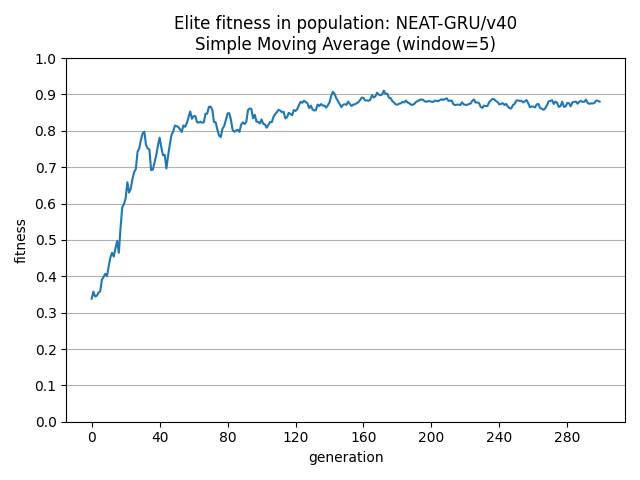 Elite fitness in population: NEAT-GRU/v40
Simple Moving Average (window=5)
1.0
0.9
0.8
0.7
0.6
0.5
0.4
0.3
0.2
0.1
0.0
fitness
0 40 80 120 160 200 240 280
generation